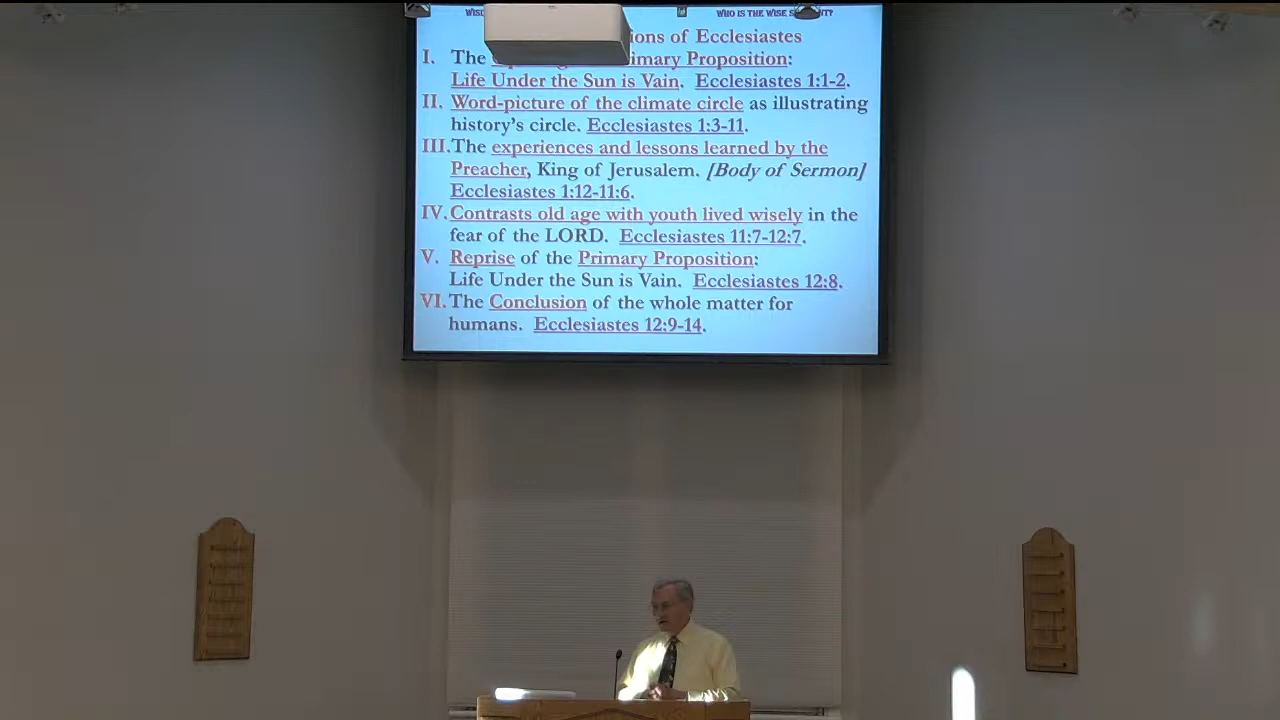 WHO IS THE WISE
ions of Ecclesiastes
I. The imary Proposition:
Life Under the Sun is Vain. Ecclesiastes 1:1-2.
II. Word-picture of the climate circle as illustrating
history's circle. Ecclesiastes 1:3-11.
III. The experiences and lessons learned by the
Preacher, King of Jerusalem. [Body of Sermon]
Ecclesiastes 1:12-11:6.
IV. Contrasts old age with youth lived wisely in the
fear of the LORD. Ecclesiastes 11:7-12:7.
V. Reprise of the Primary Proposition:
Life Under the Sun is Vain. Ecclesiastes 12:8.
VI. The Conclusion of the whole matter for
humans. Ecclesiastes 12:9-14.